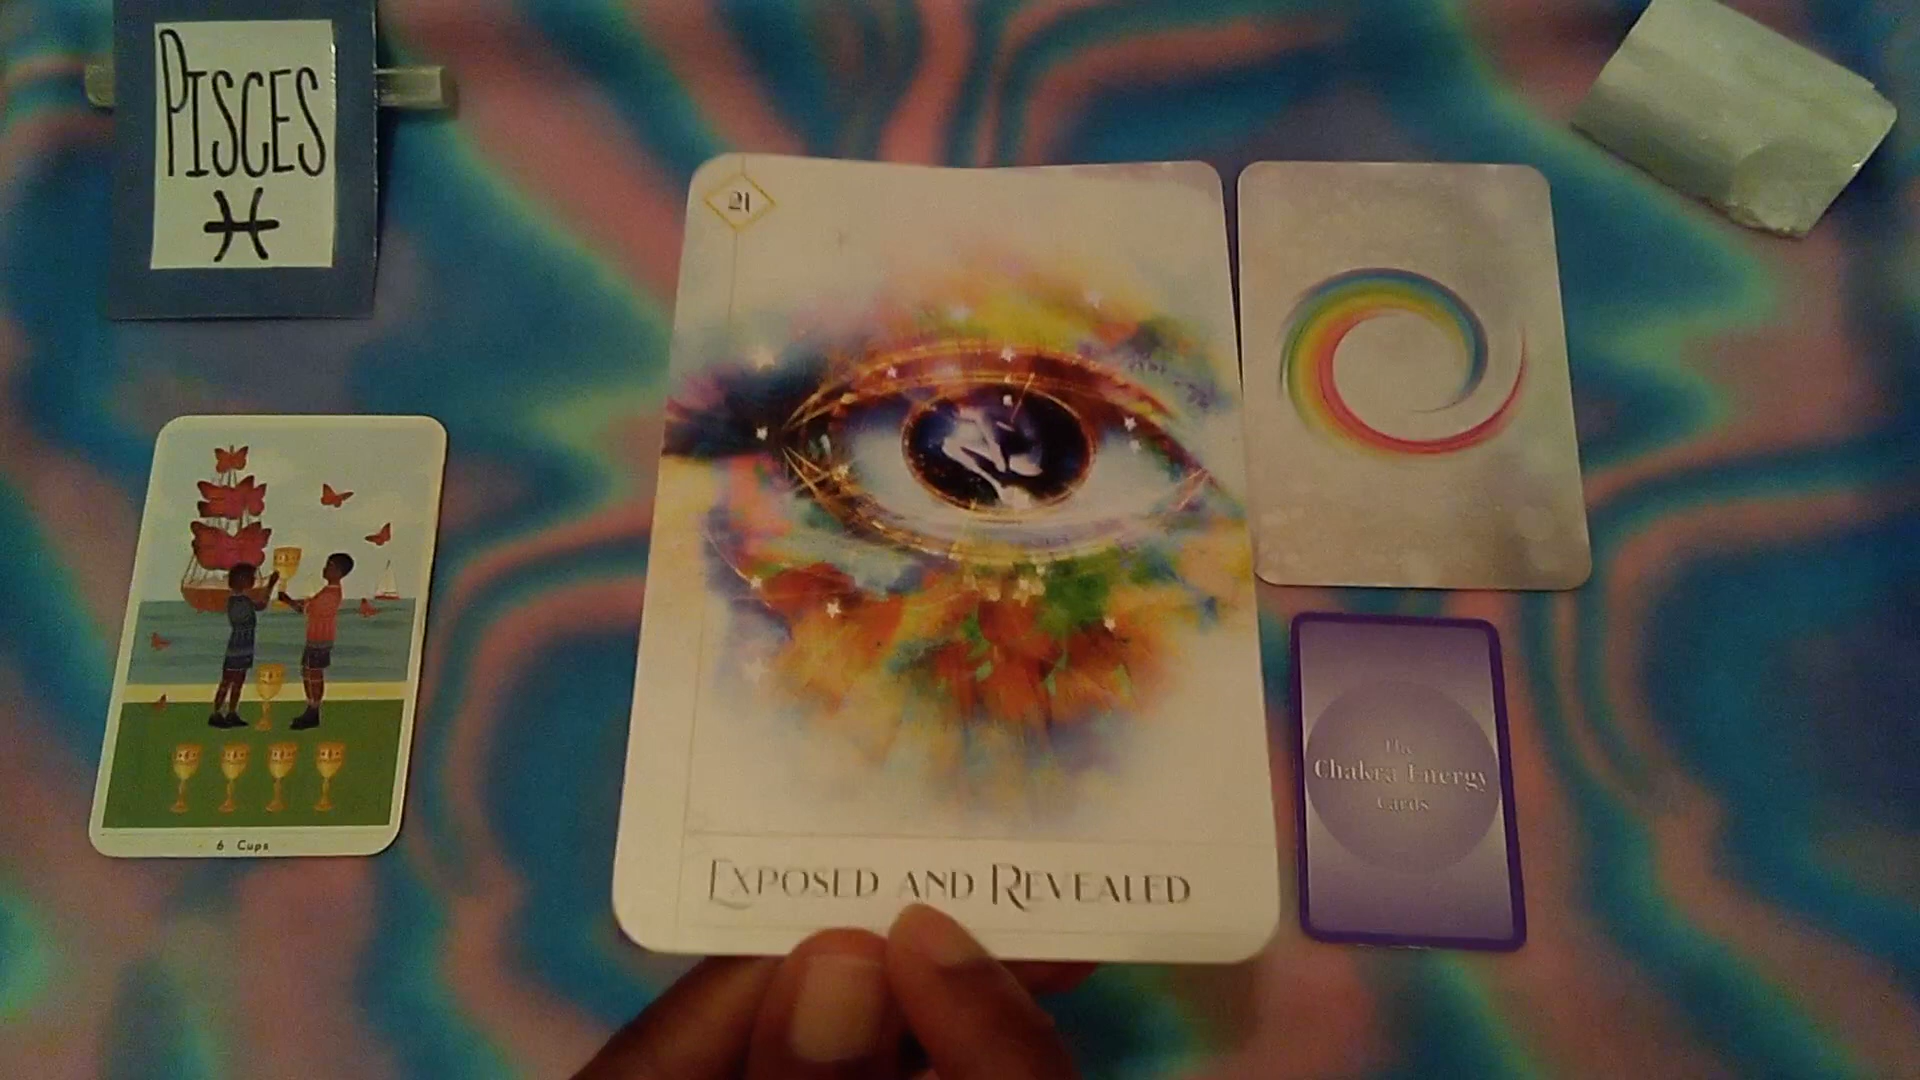 PISCES
♓
21
EXPOSED AND REVEALED
6 Cups
The
Chakra Energy
Cards